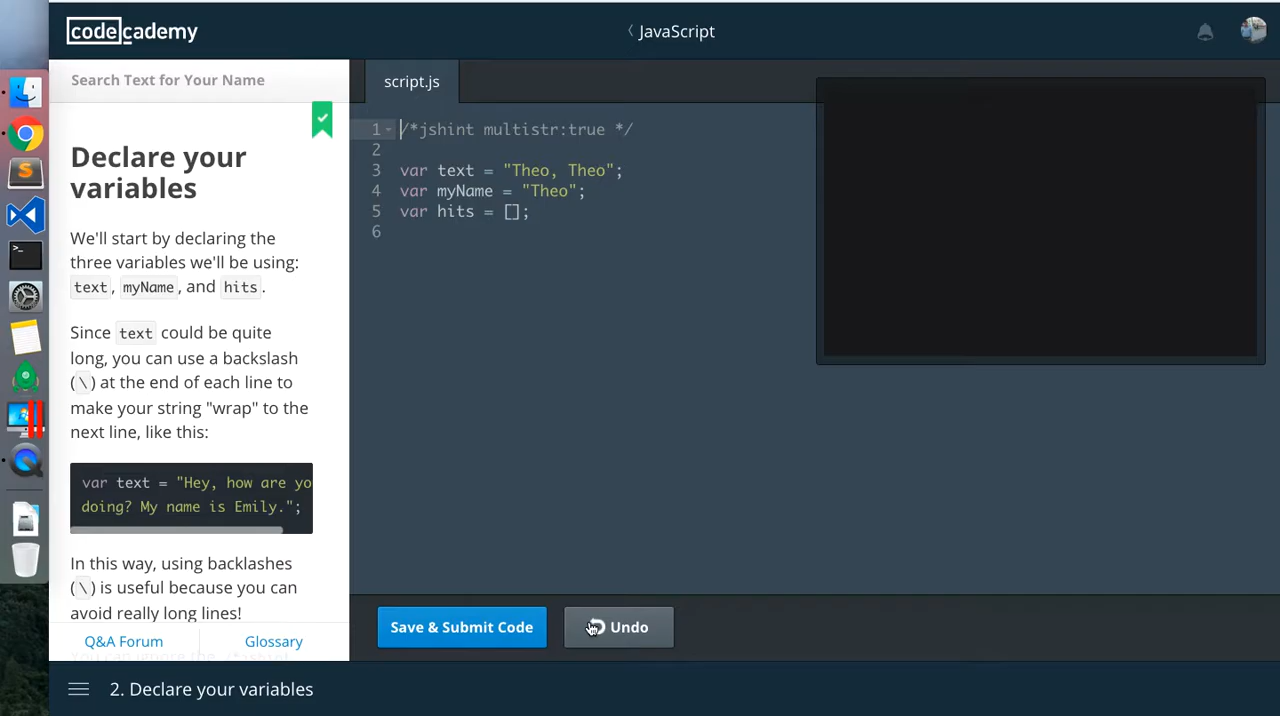 codecademy
JavaScript
Search Text for Your Name
script.js
Declare your
variables
We'll start by declaring the
three variables we'll be using:
text, myName, and hits.
Since text could be quite
long, you can use a backslash
(\) at the end of each line to
make your string "wrap" to the
next line, like this:
var text = "Hey, how are yo
doing? My name is Emily.";
In this way, using backlashes
(\) is useful because you can
avoid really long lines!
Q&A Forum
Glossary
1 /*jshint multistr:true */
2
3 var text = "Theo, Theo";
4 var myName = "Theo";
5 var hits = [];
6
Save & Submit Code
Undo
2. Declare your variables